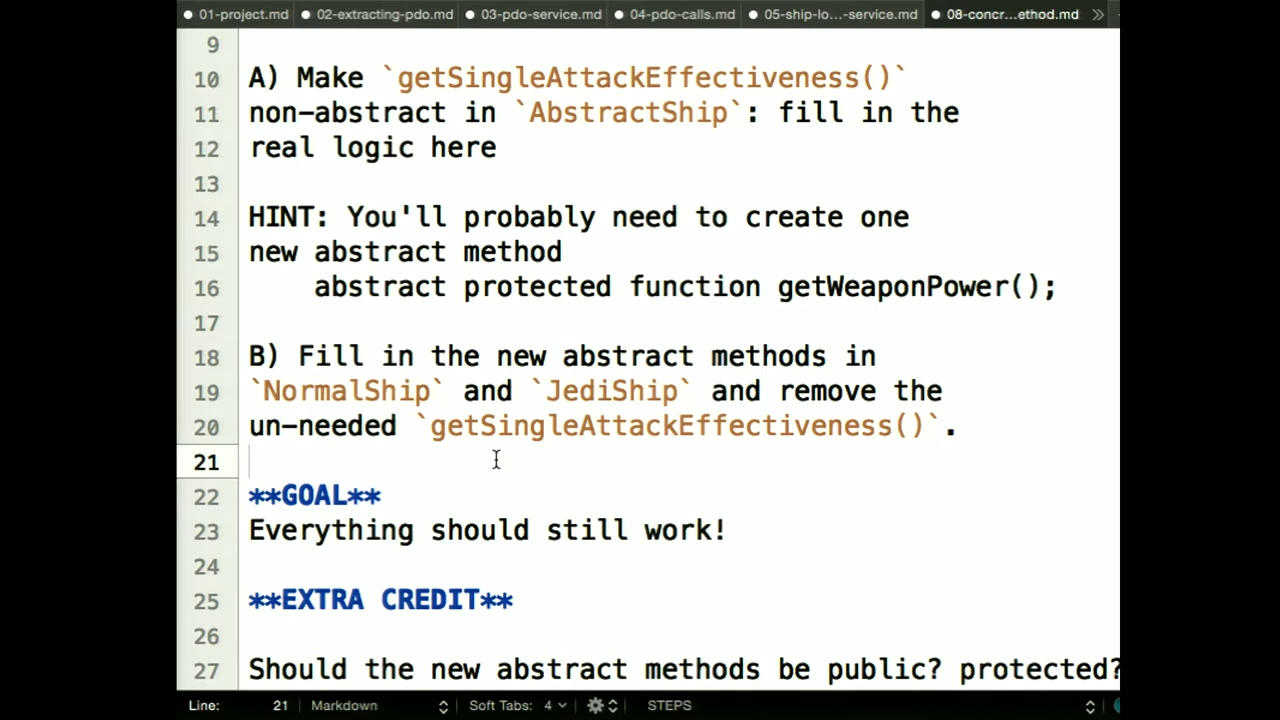 01-project.md 02-extracting-pdo.md 03-pdo-service.md 04-pdo-calls.md 05-ship-lo...-service.md 08-concr...ethod.md »
9
10 A) Make `getSingleAttackEffectiveness()`
11 non-abstract in `AbstractShip`: fill in the
12 real logic here
13
14 HINT: You'll probably need to create one
15 new abstract method
16 abstract protected function getWeaponPower();
17
18 B) Fill in the new abstract methods in
19 `NormalShip` and `JediShip` and remove the
20 un-needed `getSingleAttackEffectiveness()`.
21
22 **GOAL**
23 Everything should still work!
24
25 **EXTRA CREDIT**
26
27 Should the new abstract methods be public? protected?
Line: 21 Markdown Soft Tabs: 4 STEPS